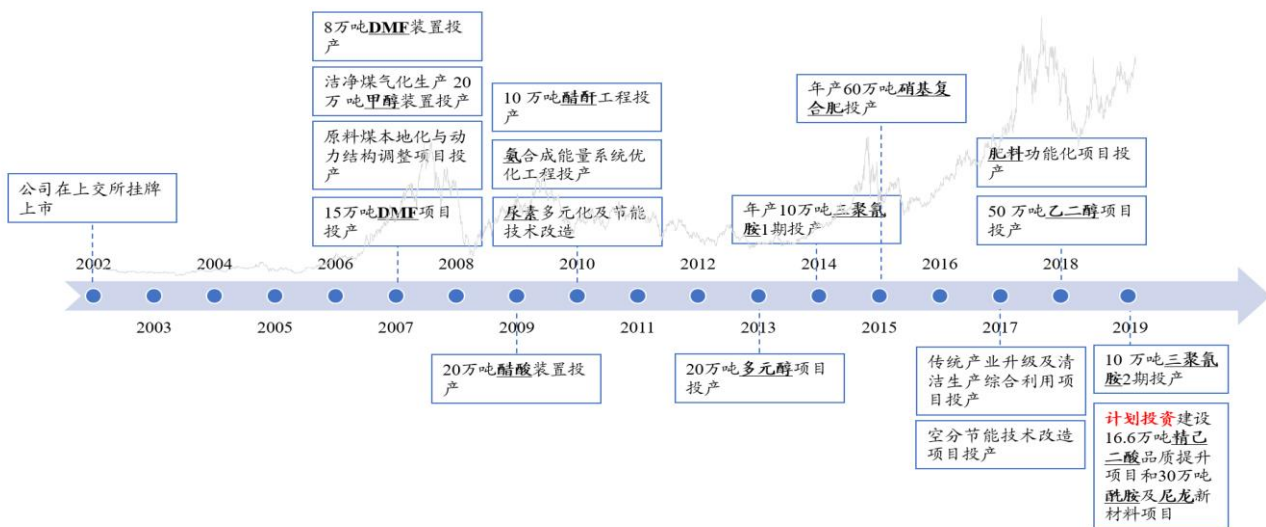 8万吨DMF装置投
产
洁净煤气化生产 20
万 吨甲醇装置投产
原料煤本地化与动
力结构调整项目投
产
15万吨DMF项目
投产
公司在上交所挂牌
上市
10 万吨醋酐工程投
产
氨合成能量系统优
化工程投产
尿素多元化及节能
技术改造
年产60万吨硝基复
合肥投产
年产10万吨三聚氰
胺1期投产
肥料功能化项目投
产
50 万吨乙二醇项目
投产
2002
2004
2006
2008
2010
2012
2014
2016
2018
2003
2005
2007
2009
2011
2013
2015
2017
2019
20万吨醋酸装置投
产
20万吨多元醇项目
投产
传统产业升级及清
洁生产综合利用项
目投产
空分节能技术改造
项目投产
10 万吨三聚氰
胺2期投产
计划投资建设
16.6万吨精己
二酸品质提升
项目和30万吨
酰胺及尼龙新
材料项目